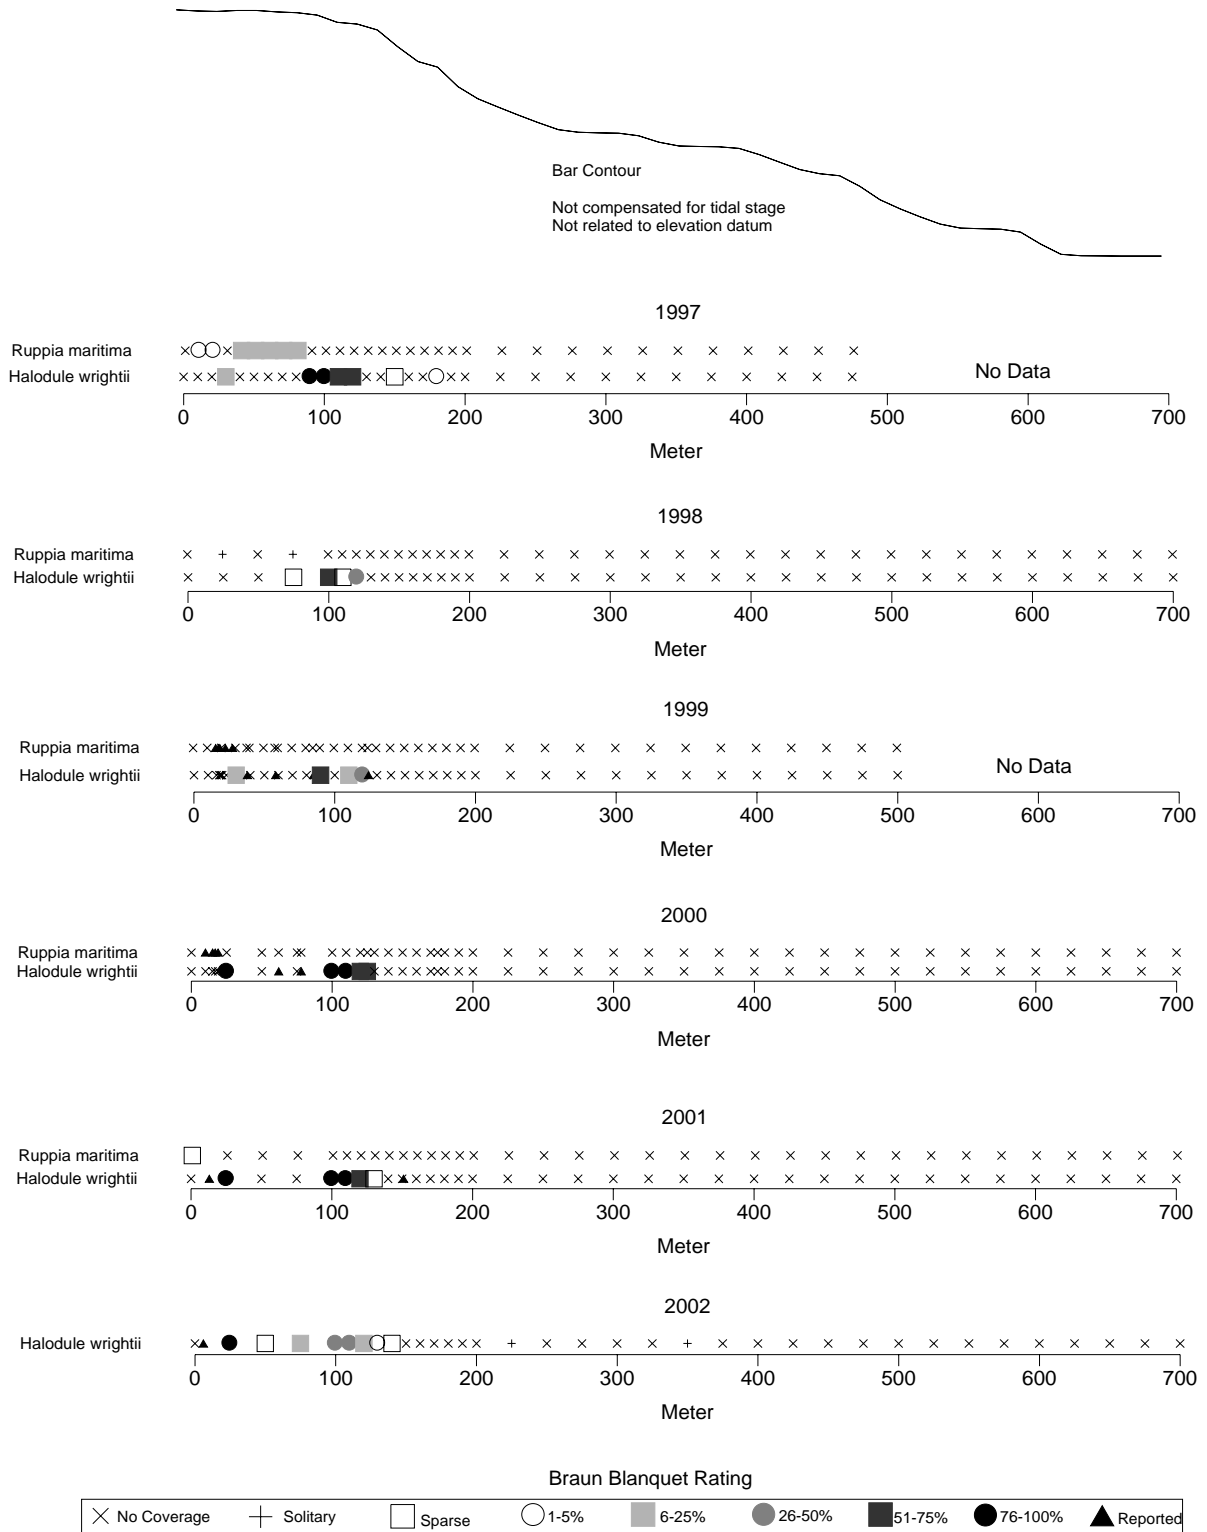 Bar Contour
Not compensated for tidal stage
Not related to elevation datum
1997
Ruppia maritima
Halodule wrightii
No Data
0 100 200 300 400 500 600 700
Meter
1998
Ruppia maritima
Halodule wrightii
0 100 200 300 400 500 600 700
Meter
1999
Ruppia maritima
Halodule wrightii
No Data
0 100 200 300 400 500 600 700
Meter
2000
Ruppia maritima
Halodule wrightii
0 100 200 300 400 500 600 700
Meter
2001
Ruppia maritima
Halodule wrightii
0 100 200 300 400 500 600 700
Meter
2002
Halodule wrightii
0 100 200 300 400 500 600 700
Meter
Braun Blanquet Rating
No Coverage Solitary Sparse 1-5% 6-25% 26-50% 51-75% 76-100% Reported